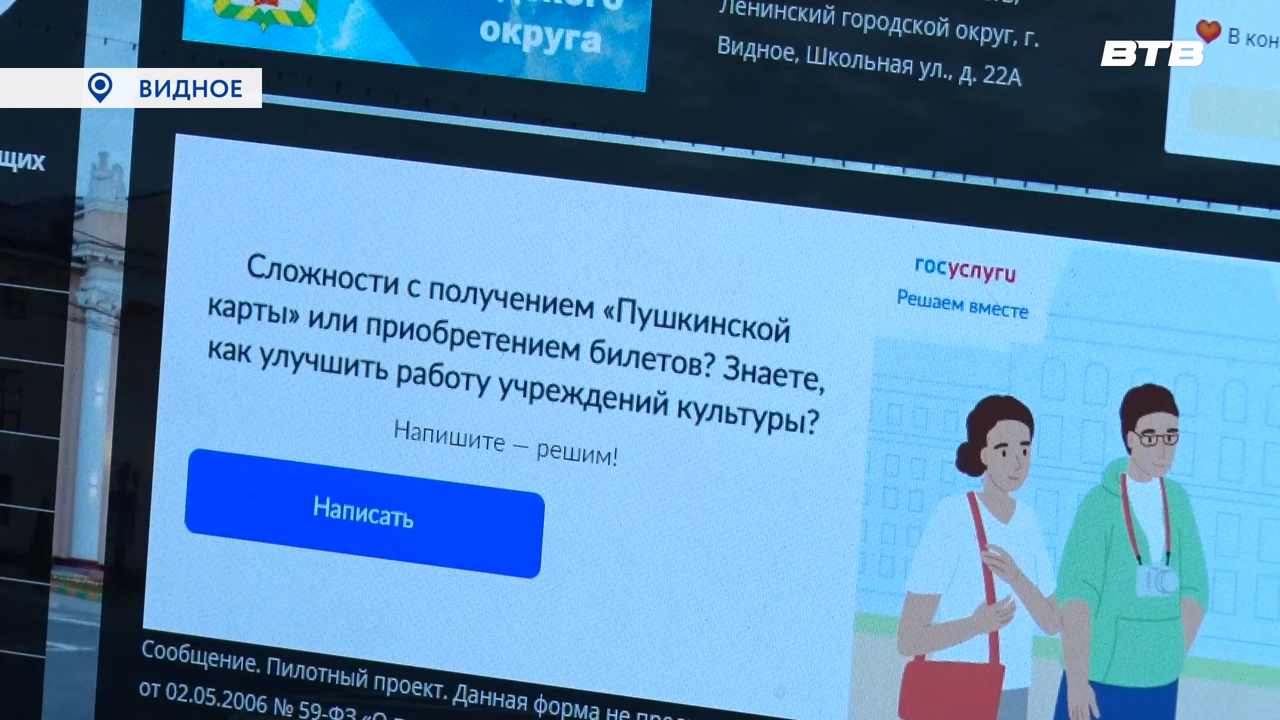 округа
Ленинский городской округ, г.
Видное, Школьная ул., д. 22А
В кон
ВТВ
ВИДНОЕ
щих
Сложности с получением «Пушкинской
карты» или приобретением билетов? Знаете,
как улучшить работу учреждений культуры?
Напишите — решим!
Написать
госуслуги
Решаем вместе
Сообщение. Пилотный проект. Данная форма не
от 02.05.2006 № 59-ФЗ